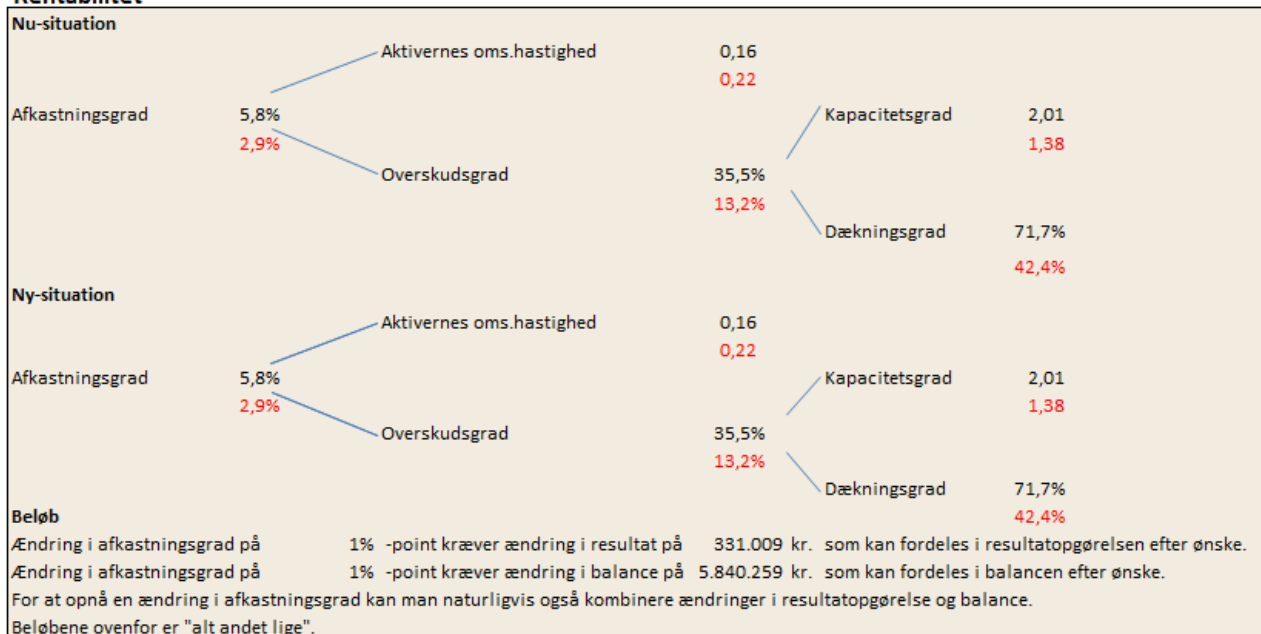 Rentabilitet
Nu-situation
Aktivernes oms.hastighed 0,16
0,22
Afkastningsgrad 5,8% Kapacitetsgrad 2,01
2,9% 1,38
Overskudsgrad 35,5%
13,2%
Dækningsgrad 71,7%
42,4%
Ny-situation
Aktivernes oms.hastighed 0,16
0,22
Afkastningsgrad 5,8% Kapacitetsgrad 2,01
2,9% 1,38
Overskudsgrad 35,5%
13,2%
Dækningsgrad 71,7%
Beløb 42,4%
Ændring i afkastningsgrad på 1% -point kræver ændring i resultat på 331.009 kr. som kan fordeles i resultatopgørelsen efter ønske.
Ændring i afkastningsgrad på 1% -point kræver ændring i balance på 5.840.259 kr. som kan fordeles i balancen efter ønske.
For at opnå en ændring i afkastningsgrad kan man naturligvis også kombinere ændringer i resultatopgørelse og balance.
Beløbene ovenfor er "alt andet lige".